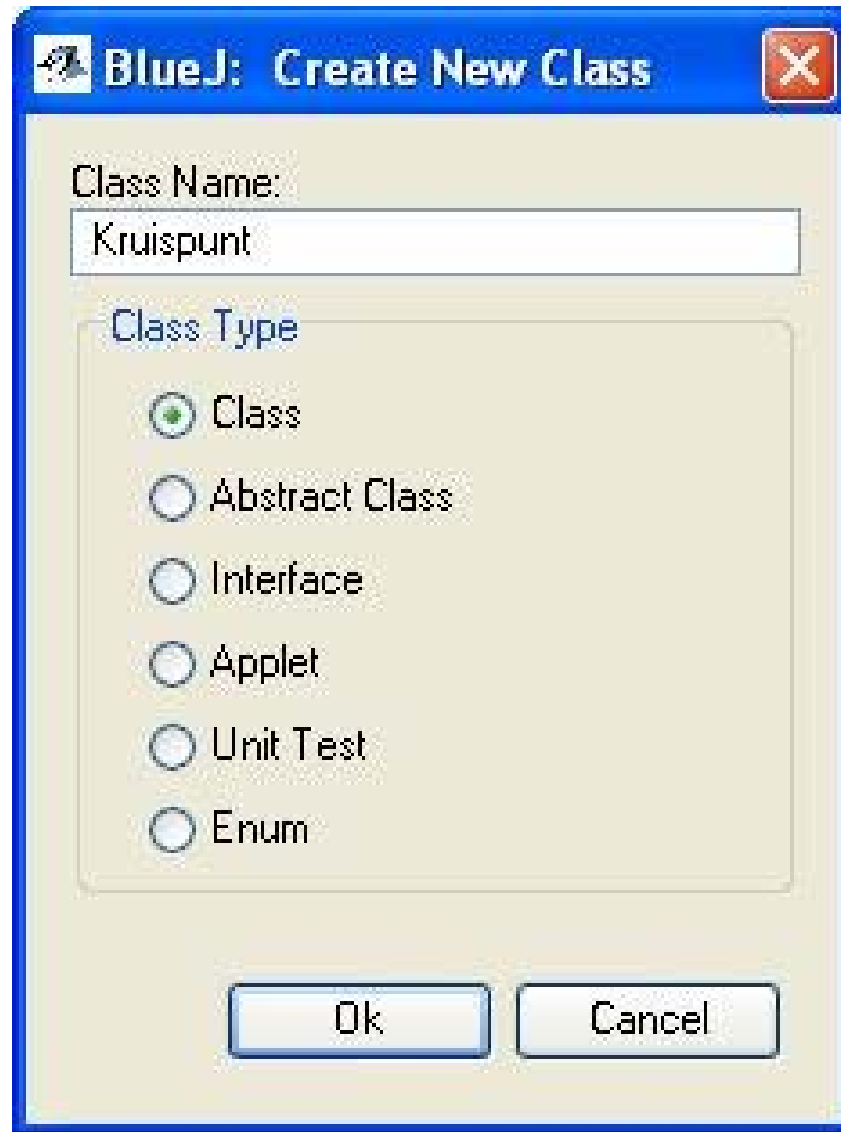 BlueJ: Create New Class
Class Name:
Kruispunt
Class Type
Class
Abstract Class
Interface
Applet
Unit Test
Enum
Ok
Cancel